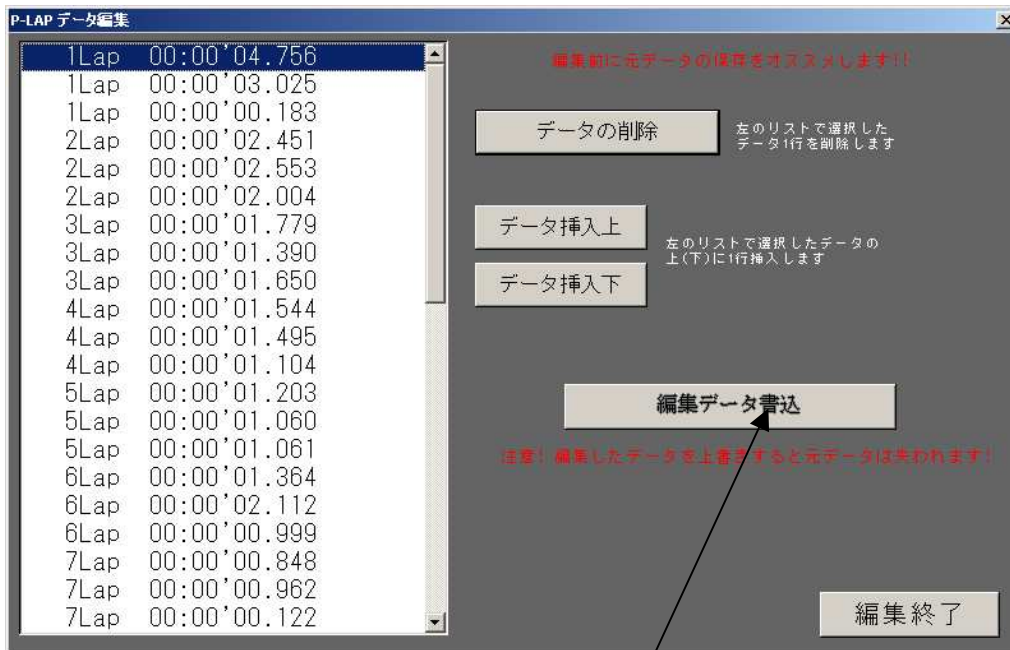 P-LAP データ編集
1Lap 00:00'04.756
1Lap 00:00'03.025
1Lap 00:00'00.183
2Lap 00:00'02.451
2Lap 00:00'02.553
2Lap 00:00'02.004
3Lap 00:00'01.779
3Lap 00:00'01.390
3Lap 00:00'01.650
4Lap 00:00'01.544
4Lap 00:00'01.495
4Lap 00:00'01.104
5Lap 00:00'01.203
5Lap 00:00'01.060
5Lap 00:00'01.061
6Lap 00:00'01.364
6Lap 00:00'02.112
6Lap 00:00'00.999
7Lap 00:00'00.848
7Lap 00:00'00.962
7Lap 00:00'00.122
編集前に元データの保存をオススメします!!
データの削除
左のリストで選択した
データ1行を削除します
データ挿入上
データ挿入下
左のリストで選択したデータの
上(下)に1行挿入します
編集データ書込
注意! 編集したデータを上書きすると元データは失われます!
編集終了